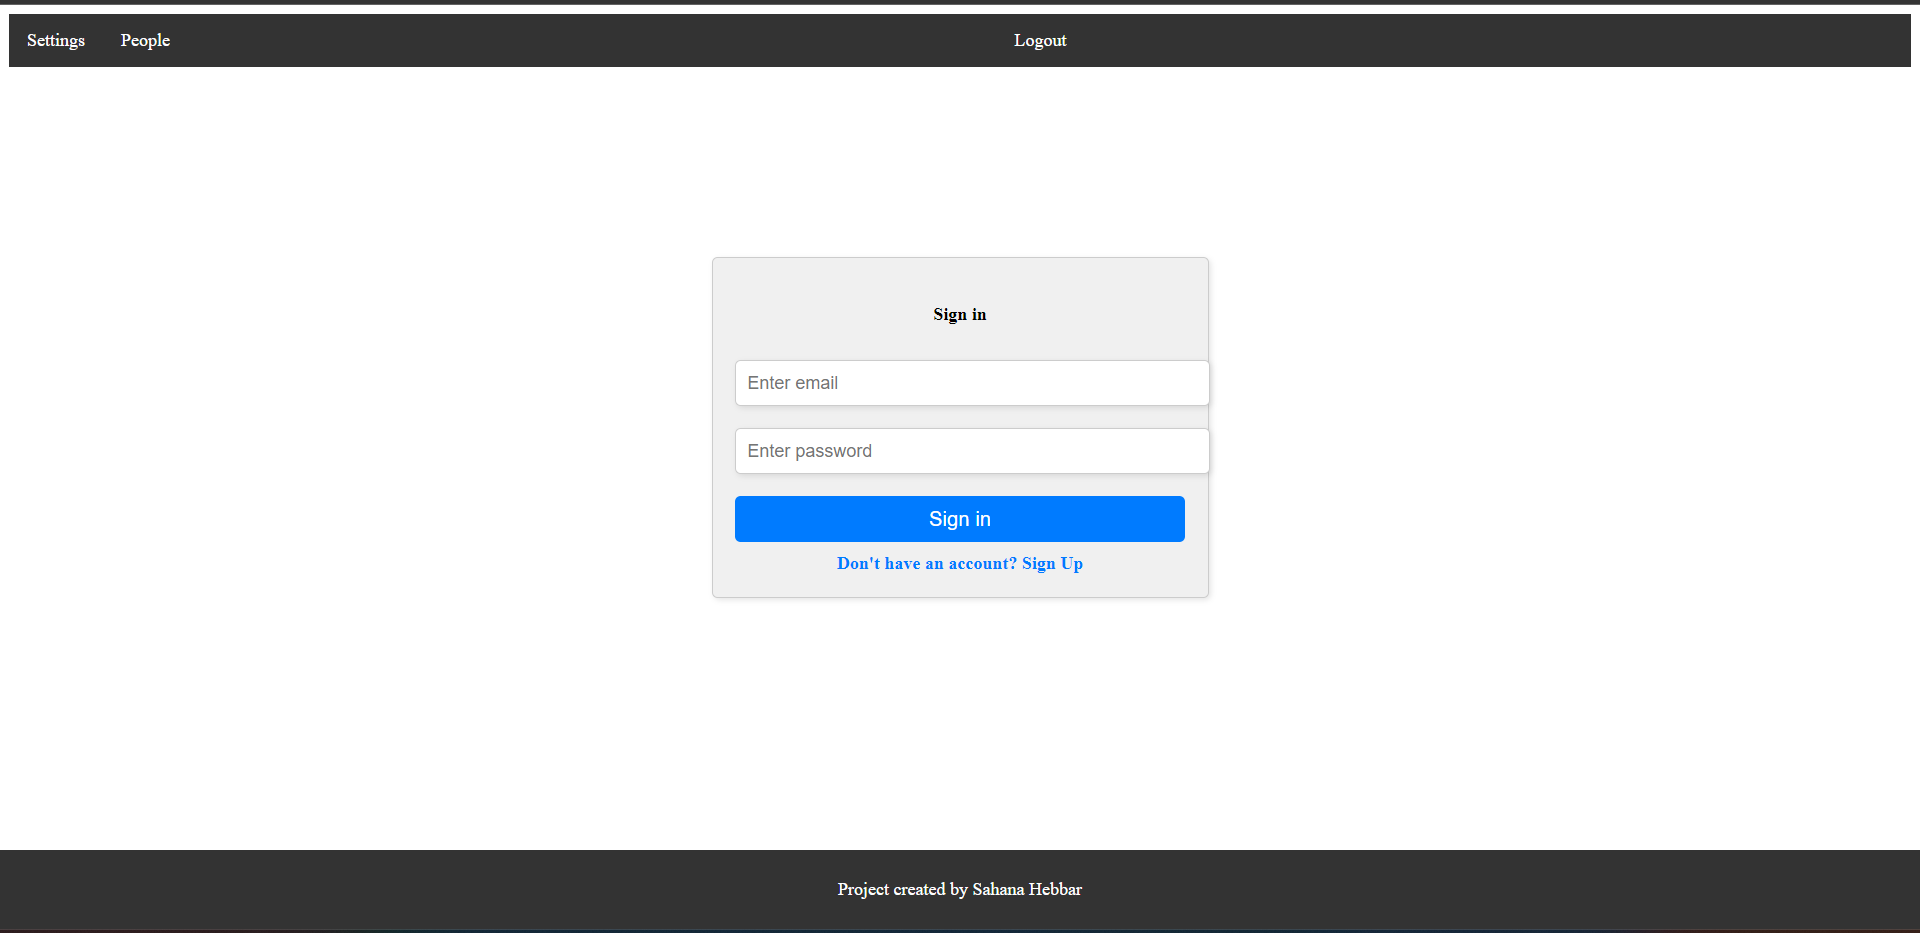 Settings People Logout
Sign in
Enter email
Enter password
Sign in
Don't have an account? Sign Up
Project created by Sahana Hebbar